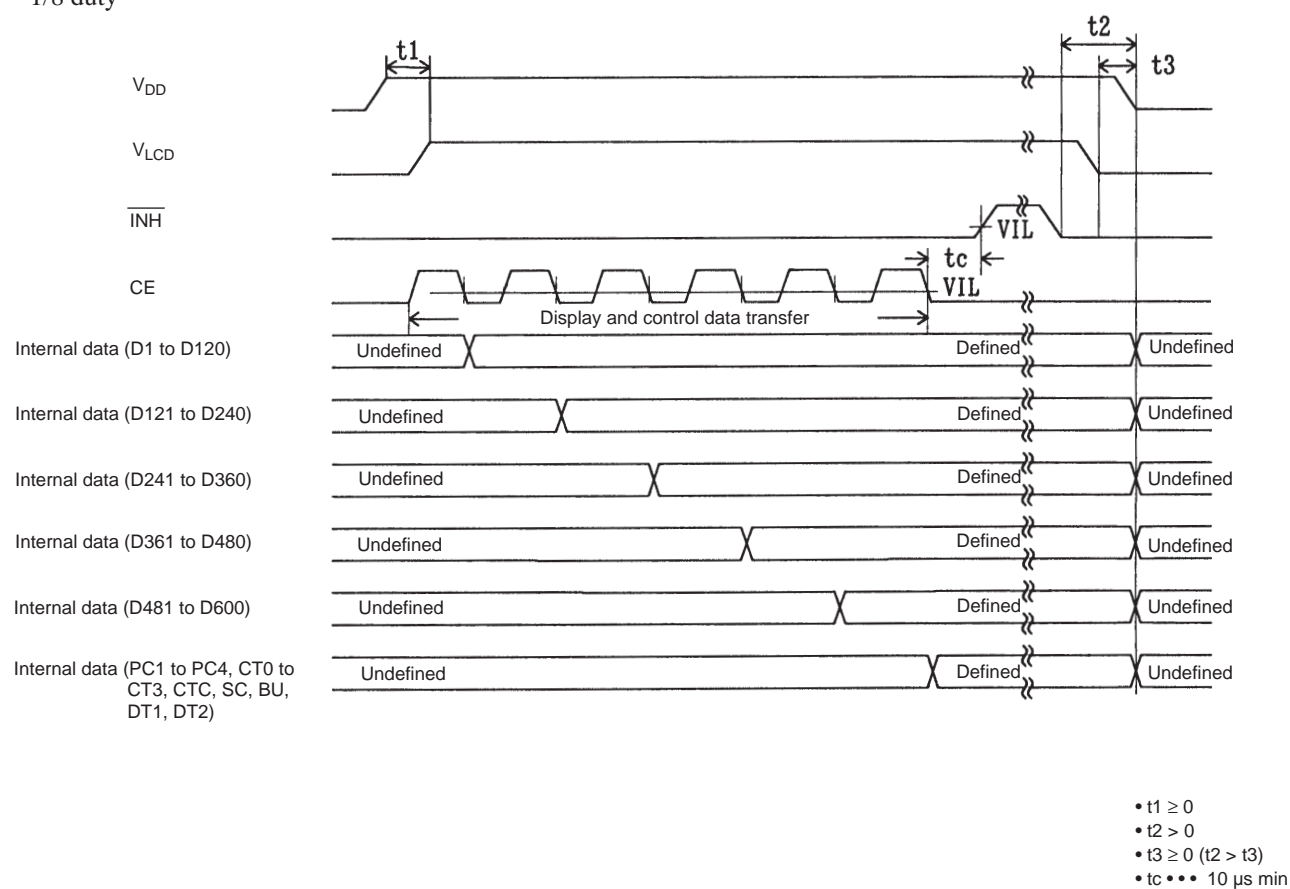 1/8 duty
t1
t2
t3
VDD
VLCD
INH
VIL
tc
CE
VIL
Display and control data transfer
Internal data (D1 to D120)
Undefined
Defined
Undefined
Internal data (D121 to D240)
Undefined
Defined
Undefined
Internal data (D241 to D360)
Undefined
Defined
Undefined
Internal data (D361 to D480)
Undefined
Defined
Undefined
Internal data (D481 to D600)
Undefined
Defined
Undefined
Internal data (PC1 to PC4, CT0 to
CT3, CTC, SC, BU,
DT1, DT2)
Undefined
Defined
Undefined
• t1 ≥ 0
• t2 > 0
• t3 ≥ 0 (t2 > t3)
• tc • • • 10 µs min